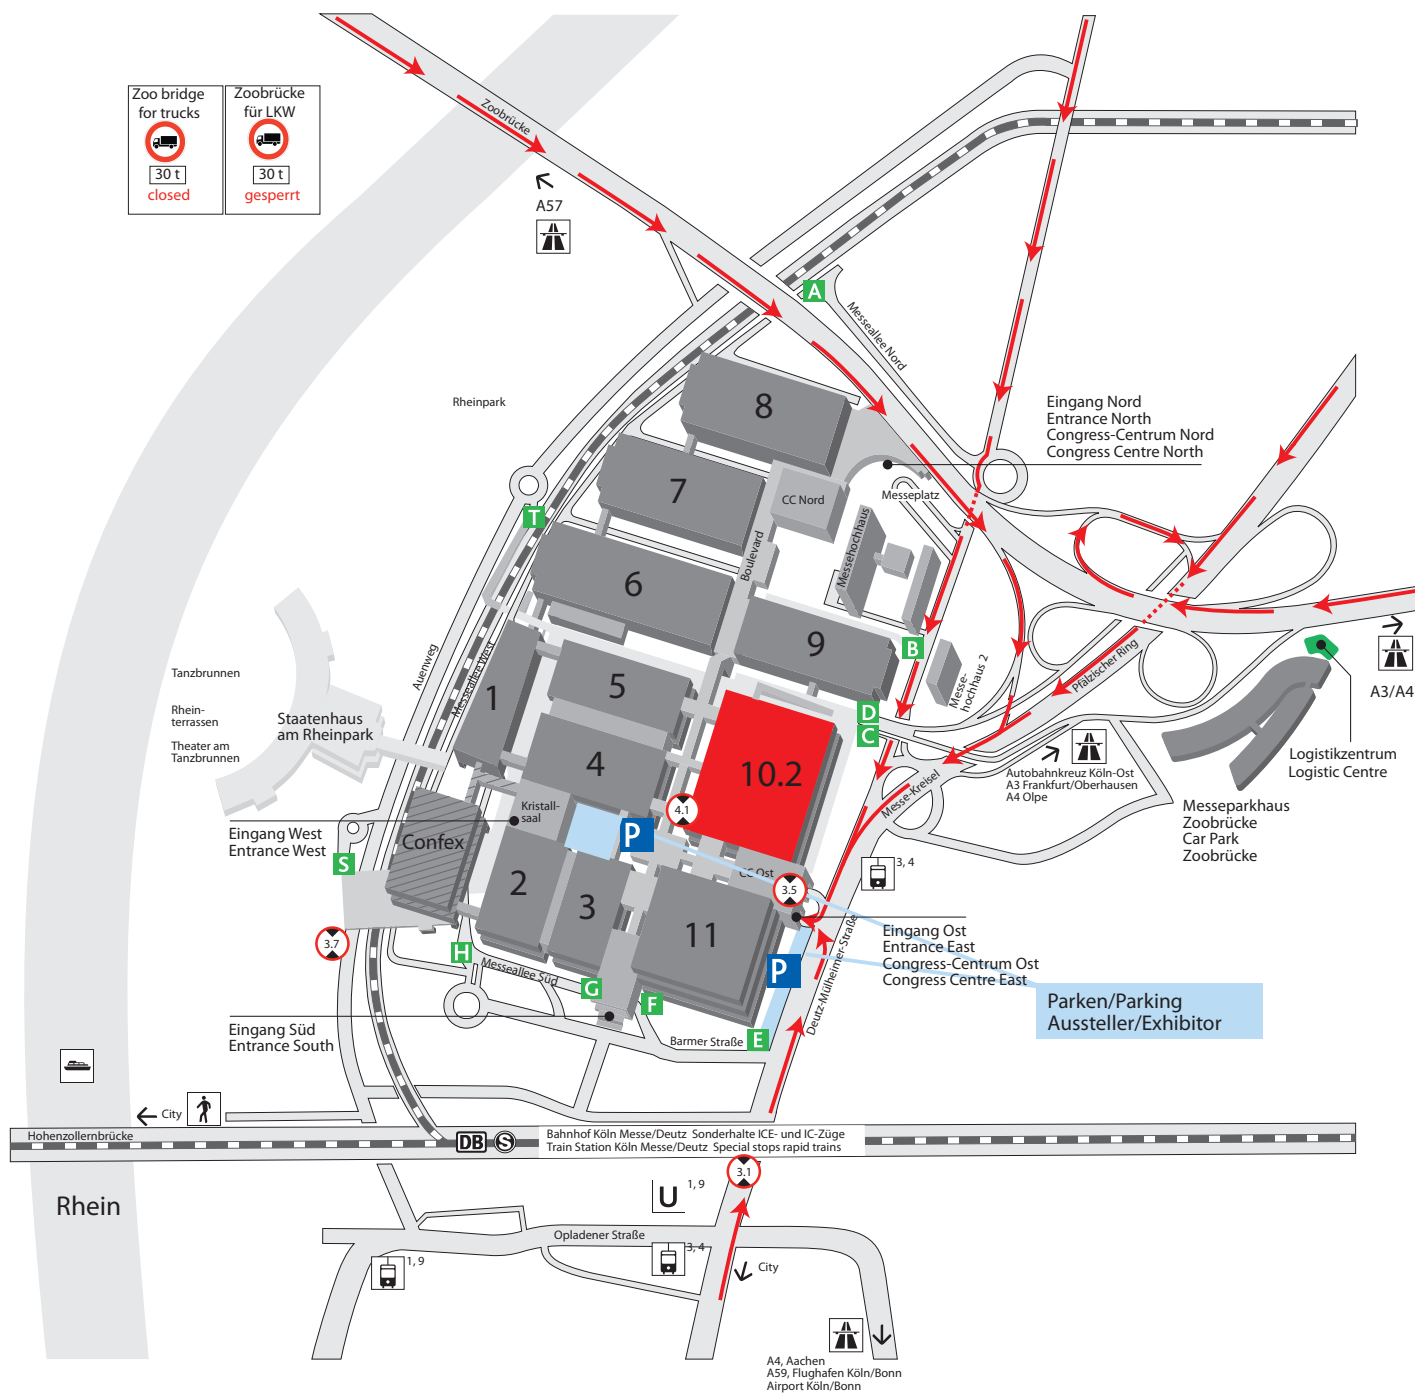 Zoo bridge
for trucks
30 t
closed
Zoobrücke
für LKW
30 t
gesperrt
Zoobrücke
A57
A
Messeallee Nord
Rheinpark
Eingang Nord
Entrance North
Congress-Centrum Nord
Congress Centre North
8
7
CC Nord
Messeplatz
T
Boulevard
Messehochhaus
6
9
B
Messe-
hochhaus 2
Pfälzischer Ring
A3/A4
Auenweg
Messeallee West
1
5
D
C
Tanzbrunnen
Rhein-
terrassen
Theater am
Tanzbrunnen
Staatenhaus
am Rheinpark
4
10.2
Autobahnkreuz Köln-Ost
A3 Frankfurt/Oberhausen
A4 Olpe
Messe-Kreisel
Logistikzentrum
Logistic Centre
Messeparkhaus
Zoobrücke
Car Park
Zoobrücke
Kristall-
saal
4.1
P
Eingang West
Entrance West
Confex
S
2
3
CC Ost
3.5
3, 4
11
3.7
H
Messeallee Süd
G
F
P
Deutz-Mülheimer-Straße
Eingang Ost
Entrance East
Congress-Centrum Ost
Congress Centre East
Parken/Parking
Aussteller/Exhibitor
Eingang Süd
Entrance South
Barmer Straße
E
City
Hohenzollernbrücke
DB
S
Bahnhof Köln Messe/Deutz Sonderhalte ICE- und IC-Züge
Train Station Köln Messe/Deutz Special stops rapid trains
3.1
Rhein
U
1, 9
Opladener Straße
1, 9
3, 4
City
A4, Aachen
A59, Flughafen Köln/Bonn
Airport Köln/Bonn